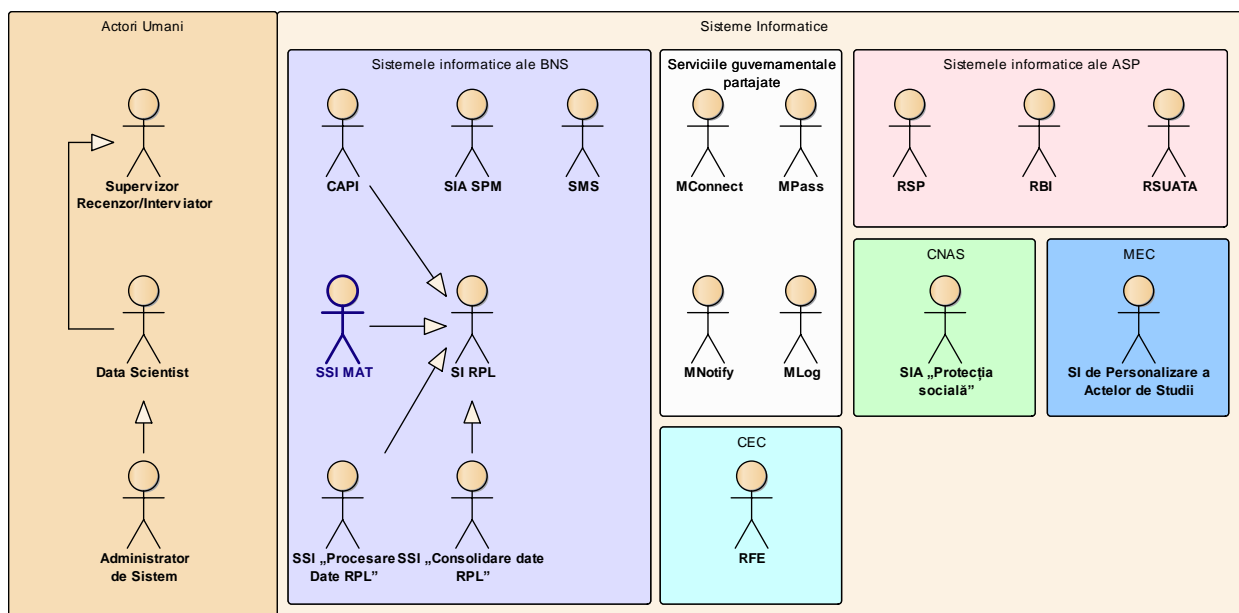 Actori Umani
Supervizor
Recenzor/Interviator
Data Scientist
Administrator
de Sistem
Sisteme Informatice
Sistemele informatice ale BNS
CAPI
SIA SPM
SMS
SSI MAT
SI RPL
SSI „Procesare
Date RPL”
SSI „Consolidare date
RPL”
Serviciile guvernamentale
partajate
MConnect
MPass
MNotify
MLog
CEC
RFE
Sistemele informatice ale ASP
RSP
RBI
RSUATA
CNAS
SIA „Protecția
socială”
MEC
SI de Personalizare a
Actelor de Studii